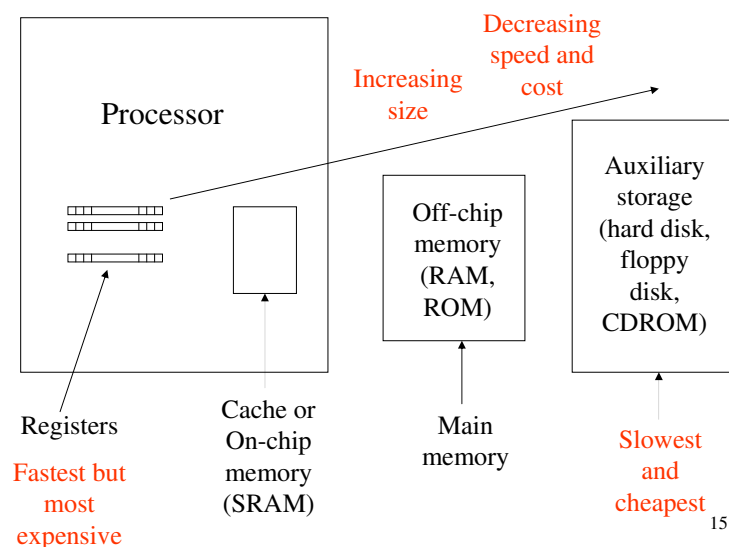 Decreasing
speed and
cost
Increasing
size
Processor
Auxiliary
storage
(hard disk,
floppy
disk,
CDROM)
Off-chip
memory
(RAM,
ROM)
Registers
Fastest but
most
expensive
Cache or
On-chip
memory
(SRAM)
Main
memory
Slowest
and
cheapest
15